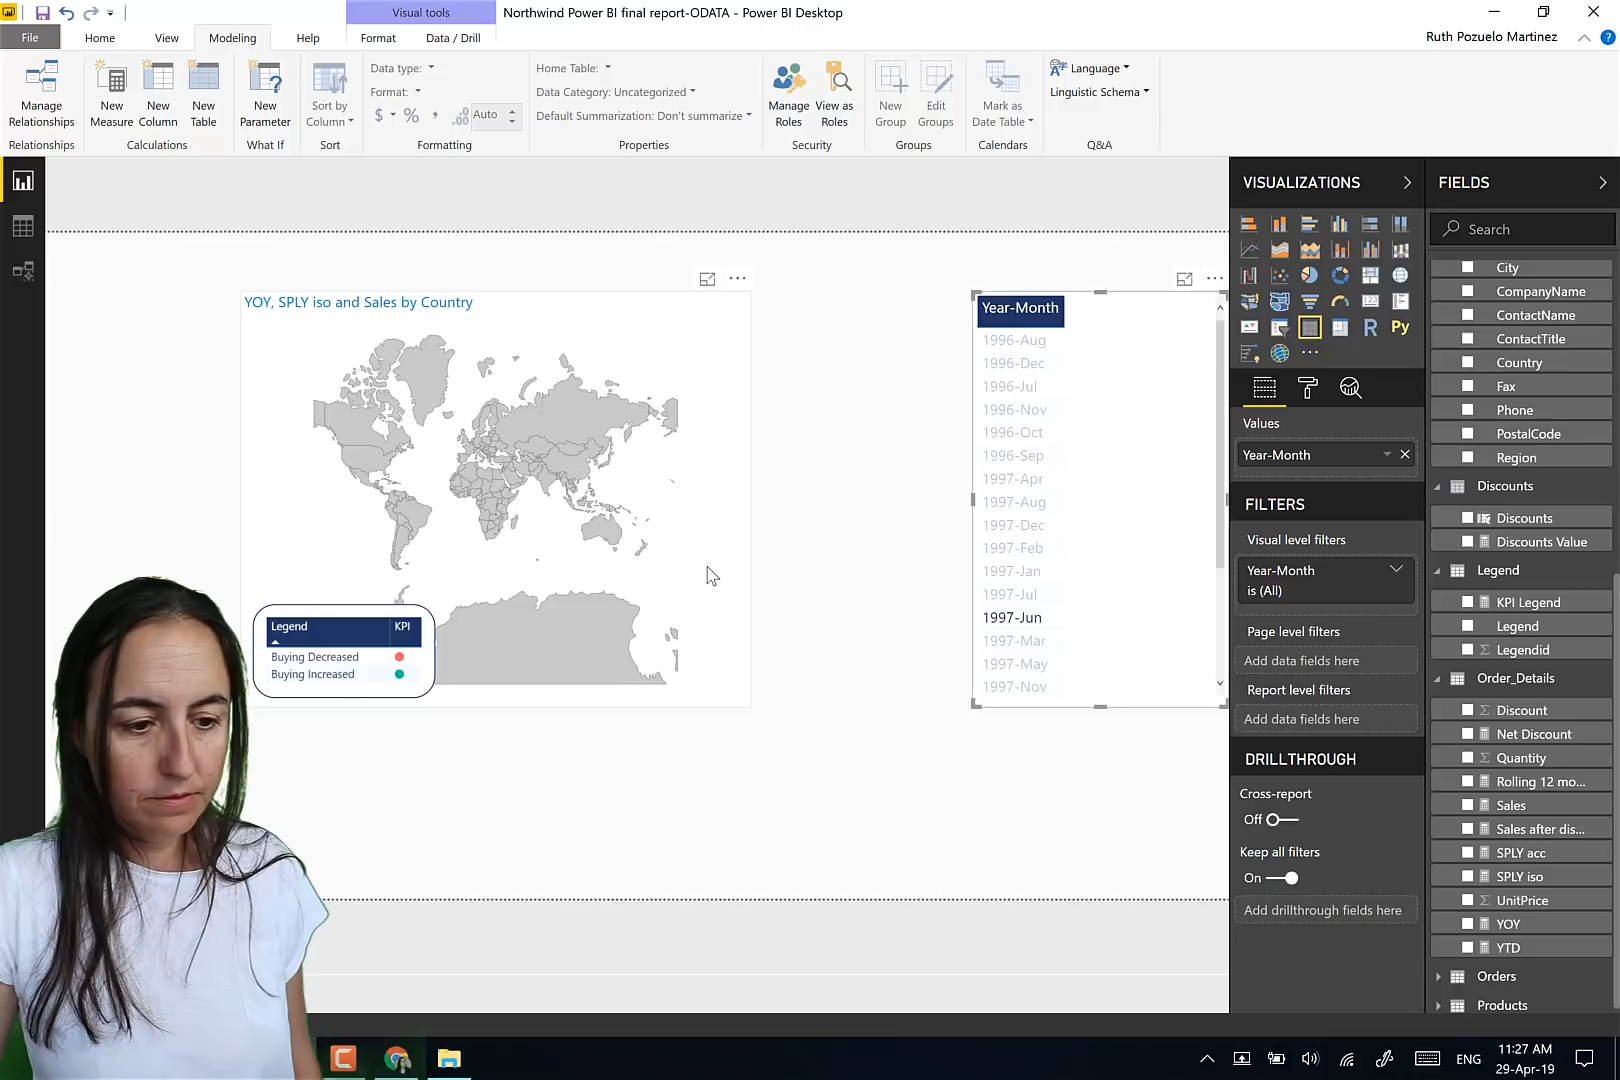 Visual tools
Northwind Power BI final report-ODATA - Power BI Desktop
File
Home
View
Modeling
Help
Format
Data / Drill
Ruth Pozuelo Martinez
?
Manage Relationships
New Measure
New Column
New Table
New Parameter
Sort by Column
Data type:
Format:
$ % , .00 Auto
Home Table:
Data Category: Uncategorized
Default Summarization: Don't summarize
Manage Roles
View as Roles
New Group
Edit Groups
Mark as Date Table
Language
Linguistic Schema
Relationships
Calculations
What If
Sort
Formatting
Properties
Security
Groups
Calendars
Q&A
YOY, SPLY iso and Sales by Country
Legend KPI
Buying Decreased
Buying Increased
Year-Month
1996-Aug
1996-Dec
1996-Jul
1996-Nov
1996-Oct
1996-Sep
1997-Apr
1997-Aug
1997-Dec
1997-Feb
1997-Jan
1997-Jul
1997-Jun
1997-Mar
1997-May
1997-Nov
VISUALIZATIONS
R Py
Values
Year-Month
FILTERS
Visual level filters
Year-Month
is (All)
Page level filters
Add data fields here
Report level filters
Add data fields here
DRILLTHROUGH
Cross-report
Off
Keep all filters
On
Add drillthrough fields here
FIELDS
Search
City
CompanyName
ContactName
ContactTitle
Country
Fax
Phone
PostalCode
Region
Discounts
Discounts
Discounts Value
Legend
KPI Legend
Legend
Legendid
Order_Details
Discount
Net Discount
Quantity
Rolling 12 mo...
Sales
Sales after dis...
SPLY acc
SPLY iso
UnitPrice
YOY
YTD
Orders
Products
ENG
11:27 AM
29-Apr-19